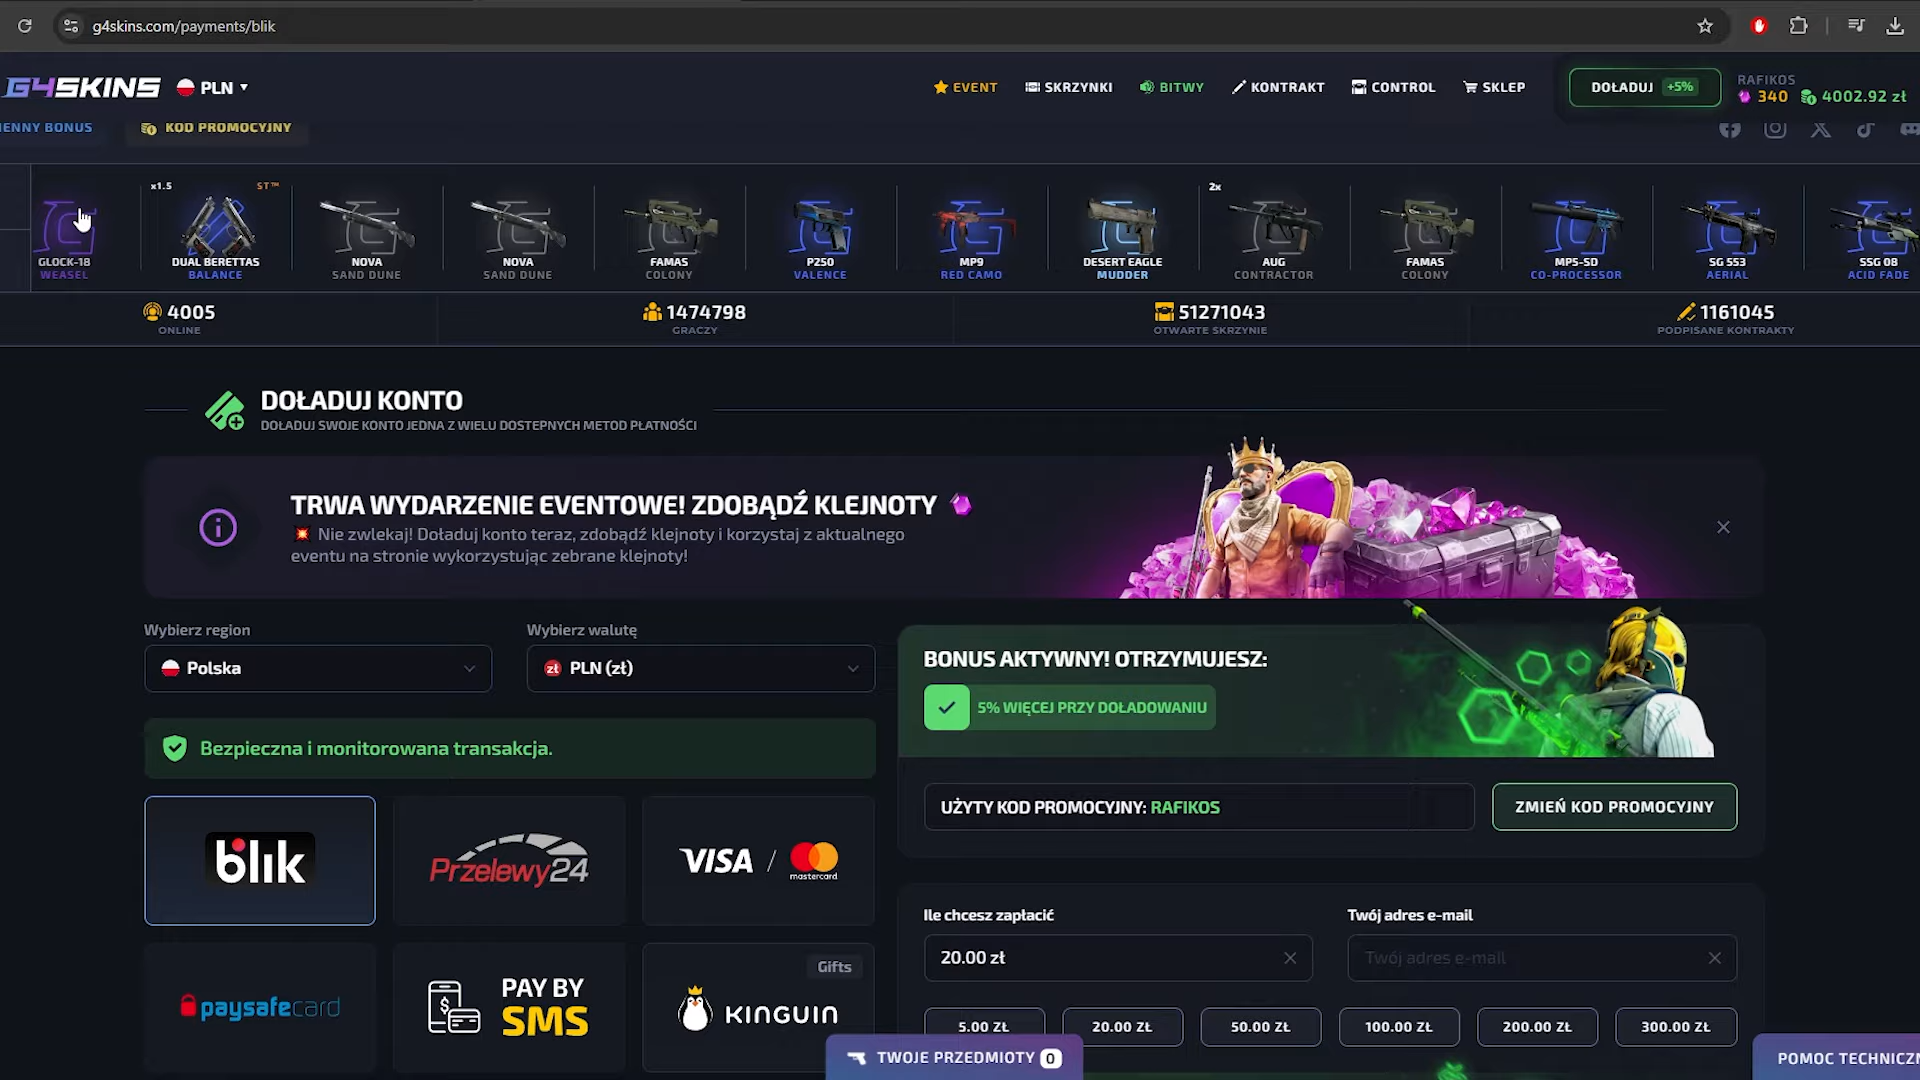 g4skins.com/payments/blik
G4SKINS
PLN
EVENT
SKRZYNKI
BITWY
KONTRAKT
CONTROL
SKLEP
DOŁADUJ +5%
RAFIKOS
340
4002.92 zł
IENNY BONUS
KOD PROMOCYJNY
GLOCK-18
WEASEL
x1.5
ST™
DUAL BERETTAS
BALANCE
NOVA
SAND DUNE
NOVA
SAND DUNE
FAMAS
COLONY
P250
VALENCE
MP9
RED CAMO
DESERT EAGLE
MUDDER
2x
AUG
CONTRACTOR
FAMAS
COLONY
MP5-SD
CO-PROCESSOR
SG 553
AERIAL
SSG 08
ACID FADE
4005
ONLINE
1474798
GRACZY
51271043
OTWARTE SKRZYNIE
1161045
PODPISANE KONTRAKTY
DOŁADUJ KONTO
DOŁADUJ SWOJE KONTO JEDNA Z WIELU DOSTEPNYCH METOD PŁATNOŚCI
TRWA WYDARZENIE EVENTOWE! ZDOBĄDŹ KLEJNOTY
Nie zwlekaj! Doładuj konto teraz, zdobądź klejnoty i korzystaj z aktualnego
eventu na stronie wykorzystując zebrane klejnoty!
Wybierz region
Polska
Wybierz walutę
zł PLN (zł)
Bezpieczna i monitorowana transakcja.
BONUS AKTYWNY! OTRZYMUJESZ:
5% WIĘCEJ PRZY DOŁADOWANIU
UŻYTY KOD PROMOCYJNY: RAFIKOS
ZMIEŃ KOD PROMOCYJNY
blik
Przelewy24
VISA / mastercard
paysafecard
PAY BY
SMS
Gifts
KINGUIN
Ile chcesz zapłacić
20.00 zł
Twój adres e-mail
Twój adres e-mail
5.00 ZŁ
20.00 ZŁ
50.00 ZŁ
100.00 ZŁ
200.00 ZŁ
300.00 ZŁ
TWOJE PRZEDMIOTY 0
POMOC TECHNICZN